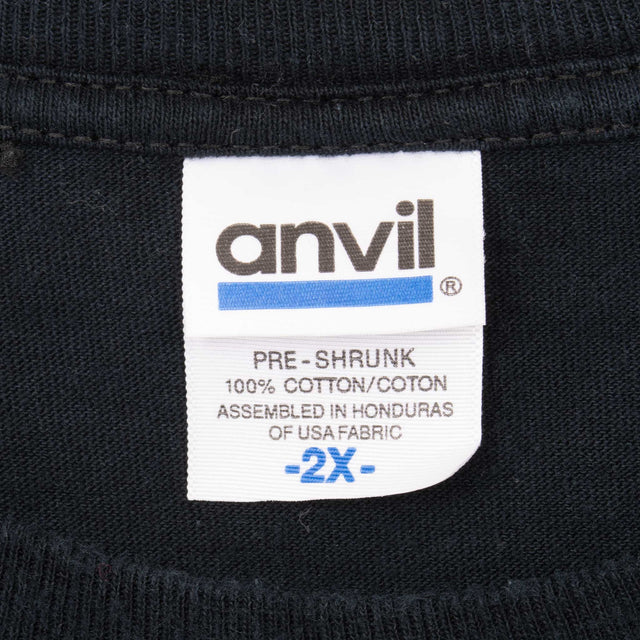 anvil
®
PRE-SHRUNK
100% COTTON/COTON
ASSEMBLED IN HONDURAS
OF USA FABRIC
-2X-